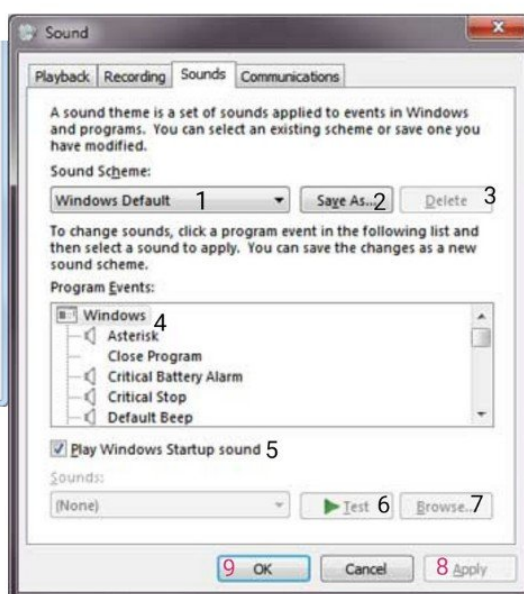 Sound
Playback Recording Sounds Communications
A sound theme is a set of sounds applied to events in Windows
and programs. You can select an existing scheme or save one you
have modified.
Sound Scheme:
Windows Default 1 Save As... 2 Delete 3
To change sounds, click a program event in the following list and
then select a sound to apply. You can save the changes as a new
sound scheme.
Program Events:
Windows 4
Asterisk
Close Program
Critical Battery Alarm
Critical Stop
Default Beep
Play Windows Startup sound 5
Sounds:
(None) Test 6 Browse... 7
9 OK Cancel 8 Apply